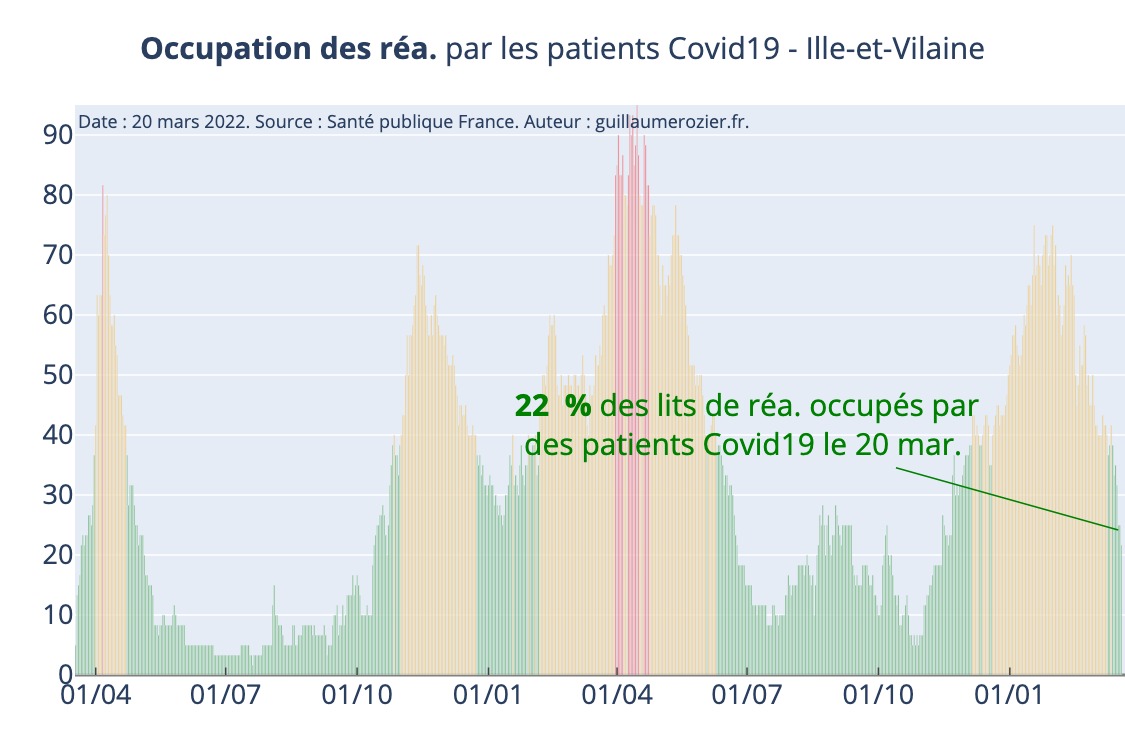 Occupation des réa. par les patients Covid19 - Ille-et-Vilaine
Date : 20 mars 2022. Source : Santé publique France. Auteur : guillaumerozier.fr.
90
80
70
60
50
40
30
20
10
0
22 % des lits de réa. occupés par
des patients Covid19 le 20 mar.
01/04 01/07 01/10 01/01 01/04 01/07 01/10 01/01